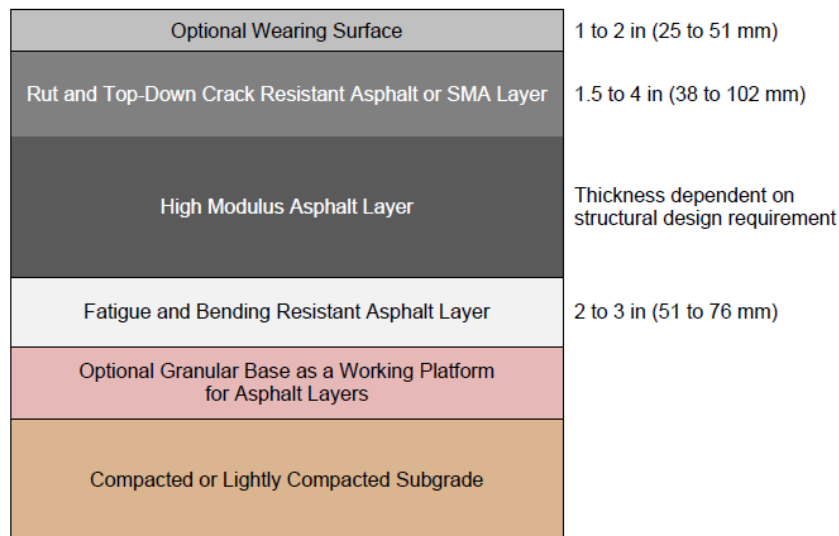 Optional Wearing Surface
1 to 2 in (25 to 51 mm)
Rut and Top-Down Crack Resistant Asphalt or SMA Layer
1.5 to 4 in (38 to 102 mm)
High Modulus Asphalt Layer
Thickness dependent on
structural design requirement
Fatigue and Bending Resistant Asphalt Layer
2 to 3 in (51 to 76 mm)
Optional Granular Base as a Working Platform
for Asphalt Layers
Compacted or Lightly Compacted Subgrade